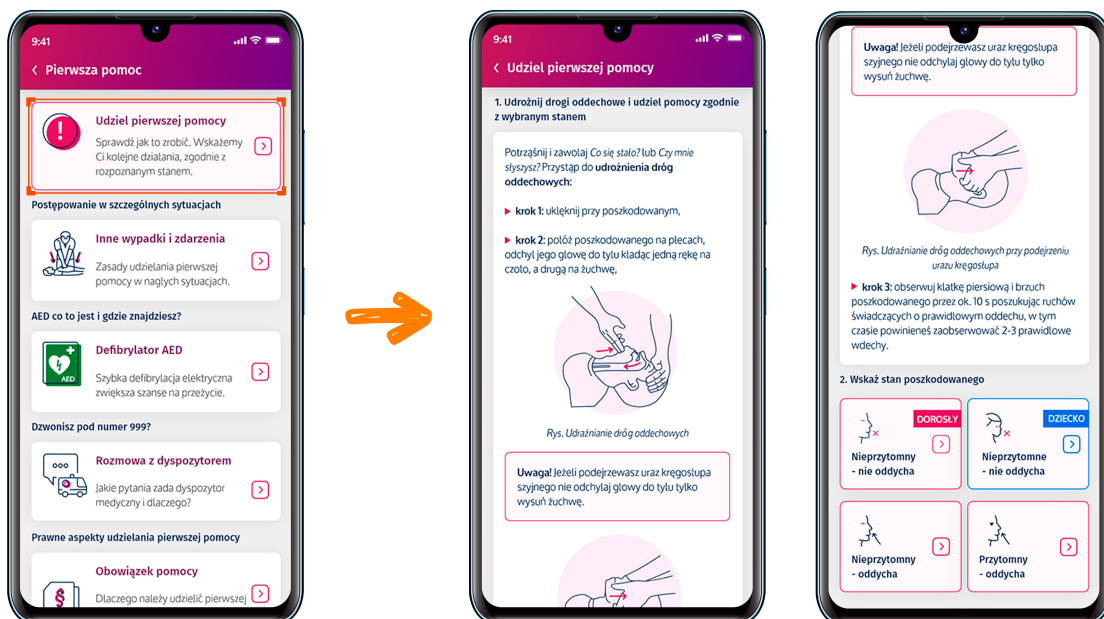 9:41
Pierwsza pomoc
Udziel pierwszej pomocy
Sprawdź jak to zrobić. Wskażemy
Ci kolejne działania, zgodnie z
rozpoznanym stanem.
Postępowanie w szczególnych sytuacjach
Inne wypadki i zdarzenia
Zasady udzielania pierwszej
pomocy w nagłych sytuacjach.
AED co to jest i gdzie znajdziesz?
AED
Defibrylator AED
Szybka defibrylacja elektryczna
zwiększa szanse na przeżycie.
Dzwonisz pod numer 999?
Rozmowa z dyspozytorem
Jakie pytania zada dyspozytor
medyczny i dlaczego?
Prawne aspekty udzielania pierwszej pomocy
§
Obowiązek pomocy
Dlaczego należy udzielić pierwszej
9:41
Udziel pierwszej pomocy
1. Udrożnij drogi oddechowe i udziel pomocy zgodnie
z wybranym stanem
Potrząśnij i zawołaj Co się stało? lub Czy mnie
słyszysz? Przystąp do udrożnienia dróg
oddechowych:
krok 1: uklęknij przy poszkodowanym,
krok 2: połóż poszkodowanego na plecach,
odchyl jego głowę do tyłu kładąc jedną rękę na
czoło, a drugą na żuchwę,
Rys. Udrażnianie dróg oddechowych
Uwaga! Jeżeli podejrzewasz uraz kręgosłupa
szyjnego nie odchylaj głowy do tyłu tylko
wysuń żuchwę.
Uwaga! Jeżeli podejrzewasz uraz kręgosłupa
szyjnego nie odchylaj głowy do tyłu tylko
wysuń żuchwę.
Rys. Udrażnianie dróg oddechowych przy podejrzeniu
urazu kręgosłupa
krok 3: obserwuj klatkę piersiową i brzuch
poszkodowanego przez ok. 10 s poszukując ruchów
świadczących o prawidłowym oddechu, w tym
czasie powinieneś zaobserwować 2-3 prawidłowe
wdechy.
2. Wskaż stan poszkodowanego
DOROSŁY
Nieprzytomny
- nie oddycha
DZIECKO
Nieprzytomne
- nie oddycha
Nieprzytomny
- oddycha
Przytomny
- oddycha